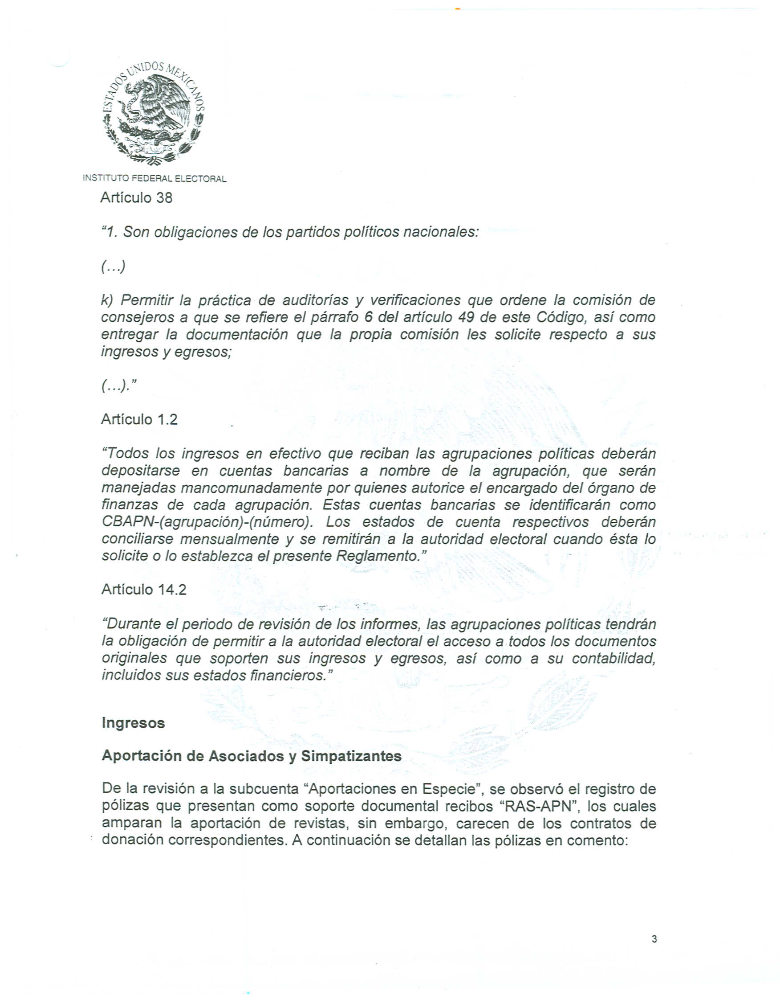 ESTADOS UNIDOS MEXICANOS
INSTITUTO FEDERAL ELECTORAL
Artículo 38
“1. Son obligaciones de los partidos políticos nacionales:
(...)
k) Permitir la práctica de auditorías y verificaciones que ordene la comisión de
consejeros a que se refiere el párrafo 6 del artículo 49 de este Código, así como
entregar la documentación que la propia comisión les solicite respecto a sus
ingresos y egresos;
(...).”
Artículo 1.2
“Todos los ingresos en efectivo que reciban las agrupaciones políticas deberán
depositarse en cuentas bancarias a nombre de la agrupación, que serán
manejadas mancomunadamente por quienes autorice el encargado del órgano de
finanzas de cada agrupación. Estas cuentas bancarias se identificarán como
CBAPN-(agrupación)-(número). Los estados de cuenta respectivos deberán
conciliarse mensualmente y se remitirán a la autoridad electoral cuando ésta lo
solicite o lo establezca el presente Reglamento.”
Artículo 14.2
“Durante el periodo de revisión de los informes, las agrupaciones políticas tendrán
la obligación de permitir a la autoridad electoral el acceso a todos los documentos
originales que soporten sus ingresos y egresos, así como a su contabilidad,
incluidos sus estados financieros.”
Ingresos
Aportación de Asociados y Simpatizantes
De la revisión a la subcuenta “Aportaciones en Especie”, se observó el registro de
pólizas que presentan como soporte documental recibos “RAS-APN”, los cuales
amparan la aportación de revistas, sin embargo, carecen de los contratos de
donación correspondientes. A continuación se detallan las pólizas en comento:
3